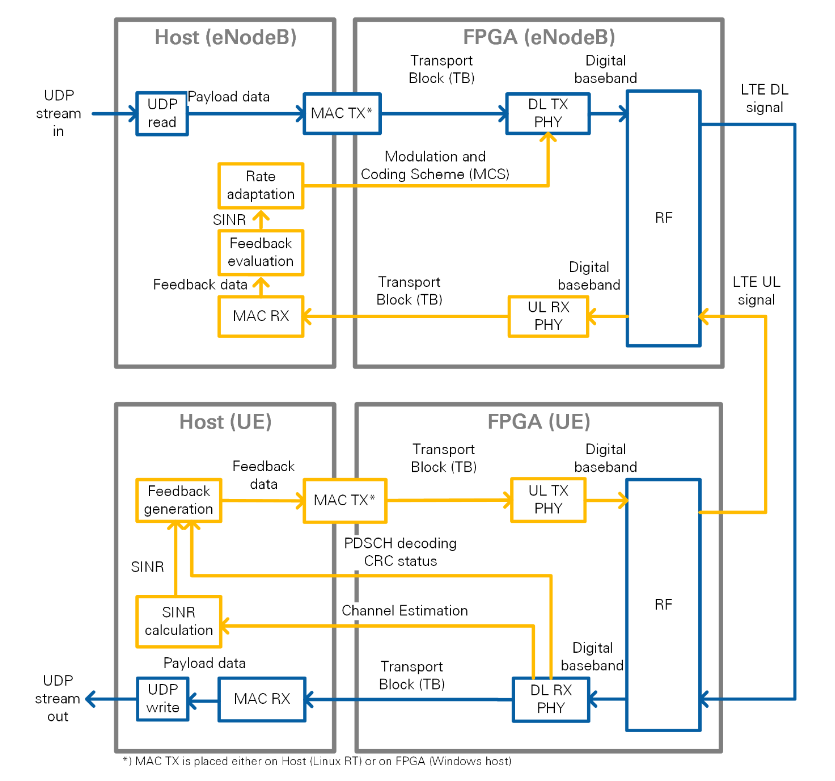 Host (eNodeB)
FPGA (eNodeB)
UDP
stream
in
UDP
read
Payload data
MAC TX*
Transport
Block (TB)
DL TX
PHY
Digital
baseband
RF
LTE DL
signal
Modulation and
Coding Scheme (MCS)
Rate
adaptation
SINR
Feedback
evaluation
Feedback data
MAC RX
Transport
Block (TB)
UL RX
PHY
Digital
baseband
LTE UL
signal
Host (UE)
FPGA (UE)
Feedback
generation
Feedback
data
MAC TX*
Transport
Block (TB)
UL TX
PHY
Digital
baseband
RF
PDSCH decoding
CRC status
SINR
Channel Estimation
SINR
calculation
UDP
stream
out
UDP
write
Payload data
MAC RX
Transport
Block (TB)
DL RX
PHY
Digital
baseband
*) MAC TX is placed either on Host (Linux RT) or on FPGA (Windows host)